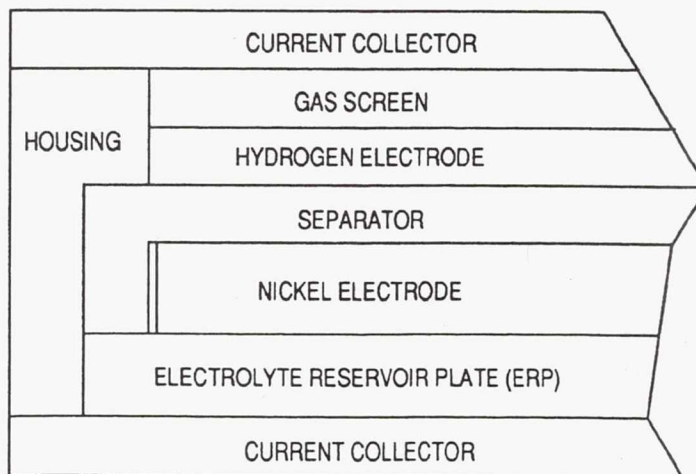 CURRENT COLLECTOR
GAS SCREEN
HOUSING
HYDROGEN ELECTRODE
SEPARATOR
NICKEL ELECTRODE
ELECTROLYTE RESERVOIR PLATE (ERP)
CURRENT COLLECTOR